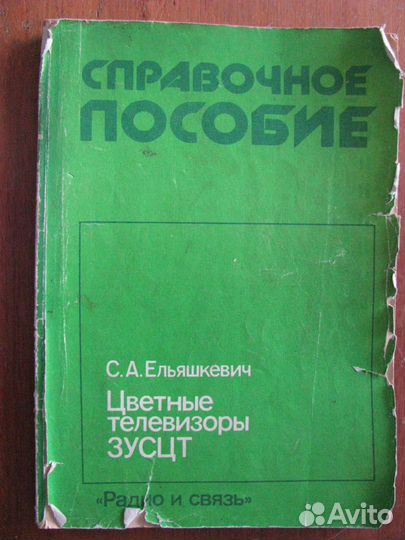 СПРАВОЧНОЕ
ПОСОБИЕ
С. А. Ельяшкевич
Цветные
телевизоры
ЗУСЦТ
«Радио и связь»
Avito